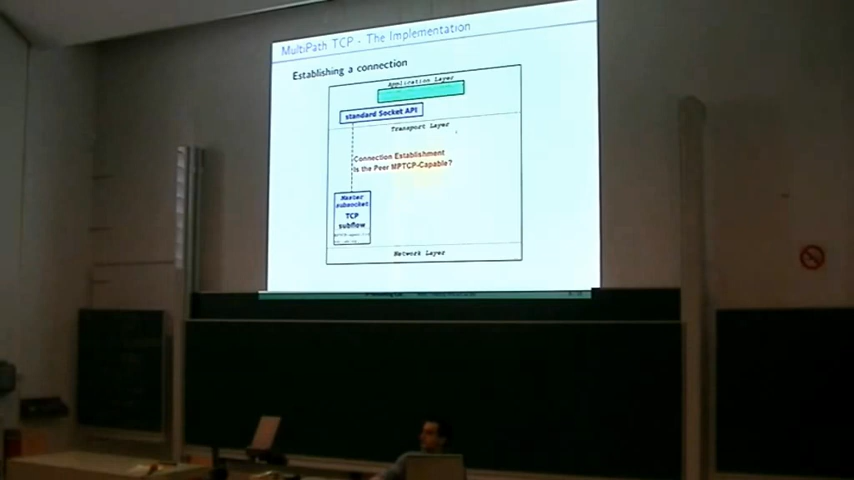 MultiPath TCP - The Implementation
Establishing a connection
Application Layer
standard Socket API
Transport Layer
Connection Establishment
Is the Peer MPTCP-Capable?
Master
subsocket
TCP
subflow
Network Layer